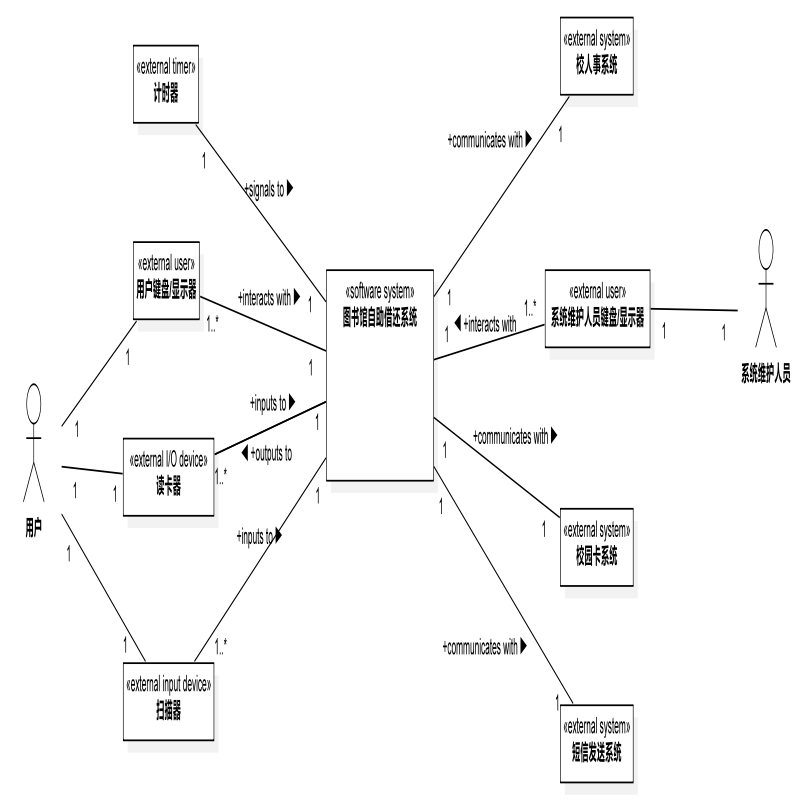 «external timer»
计时器
1
+signals to ▶
1
«external system»
校人事系统
1
+communicates with ▶
1
«external user»
用户键盘/显示器
1..*
+interacts with ▶
1
1
1
«software system»
图书馆自助借还系统
«external user»
系统维护人员键盘/显示器
1..*
◀ +interacts with
1
1
1
系统维护人员
用户
«external I/O device»
读卡器
1
1
1..*
+inputs to ▶
◀ +outputs to
1
«external input device»
扫描器
1
1
1..*
+inputs to ▶
1
+communicates with ▶
1
1
«external system»
校园卡系统
1
+communicates with ▶
1
«external system»
短信发送系统